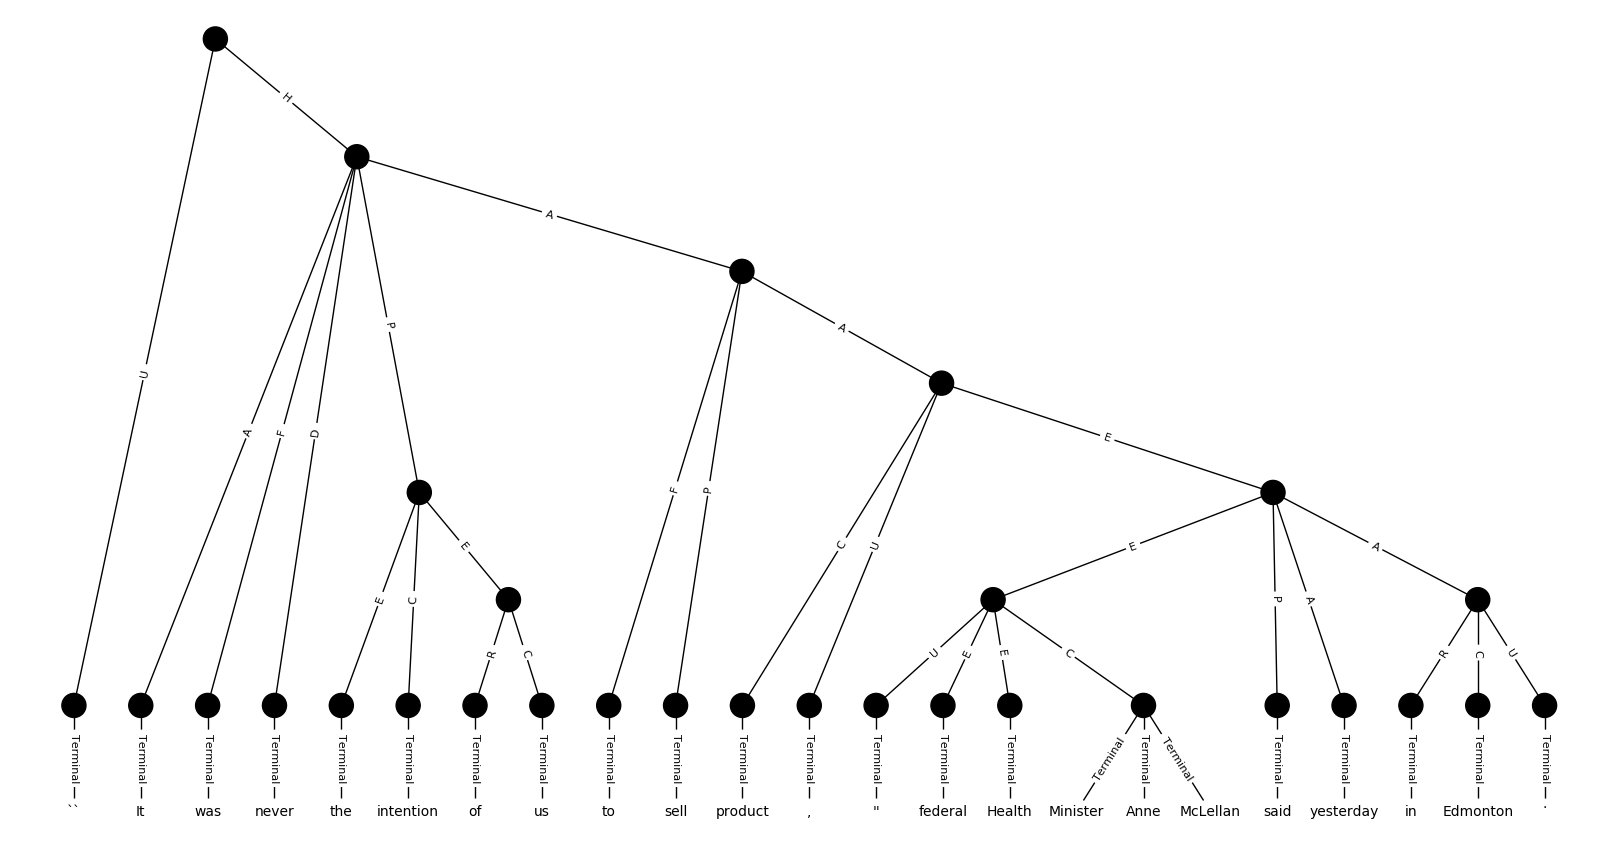 H
A
U
P
A
A F D
E
F P
C U
E
E
P A
A
E C
R C
U E E C
R C U
Terminal Terminal Terminal Terminal Terminal Terminal Terminal Terminal Terminal Terminal Terminal Terminal Terminal Terminal Terminal Terminal Terminal Terminal Terminal Terminal Terminal Terminal Terminal
`` It was never the intention of us to sell product , " federal Health Minister Anne McLellan said yesterday in Edmonton .